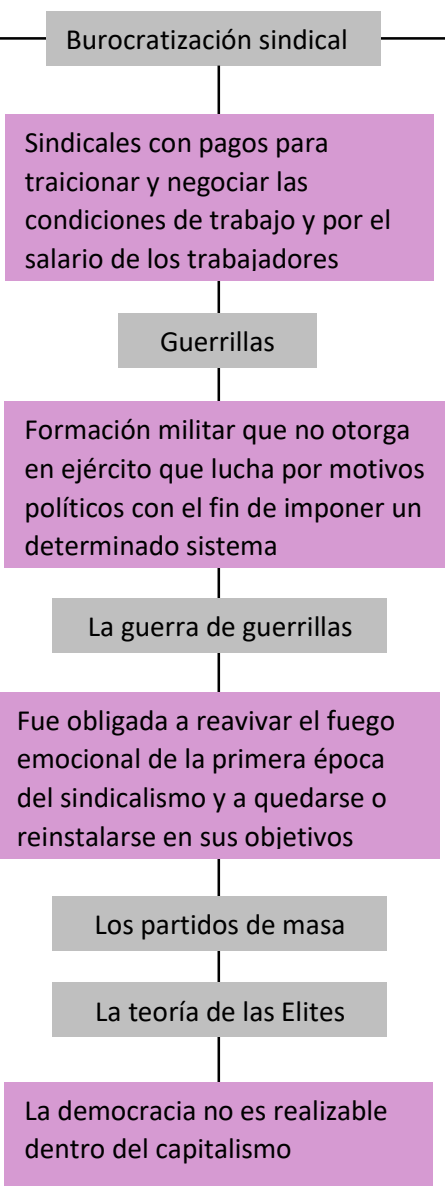 Burocratización sindical
Sindicales con pagos para
traicionar y negociar las
condiciones de trabajo y por el
salario de los trabajadores
Guerrillas
Formación militar que no otorga
en ejército que lucha por motivos
políticos con el fin de imponer un
determinado sistema
La guerra de guerrillas
Fue obligada a reavivar el fuego
emocional de la primera época
del sindicalismo y a quedarse o
reinstalarse en sus objetivos
Los partidos de masa
La teoría de las Elites
La democracia no es realizable
dentro del capitalismo